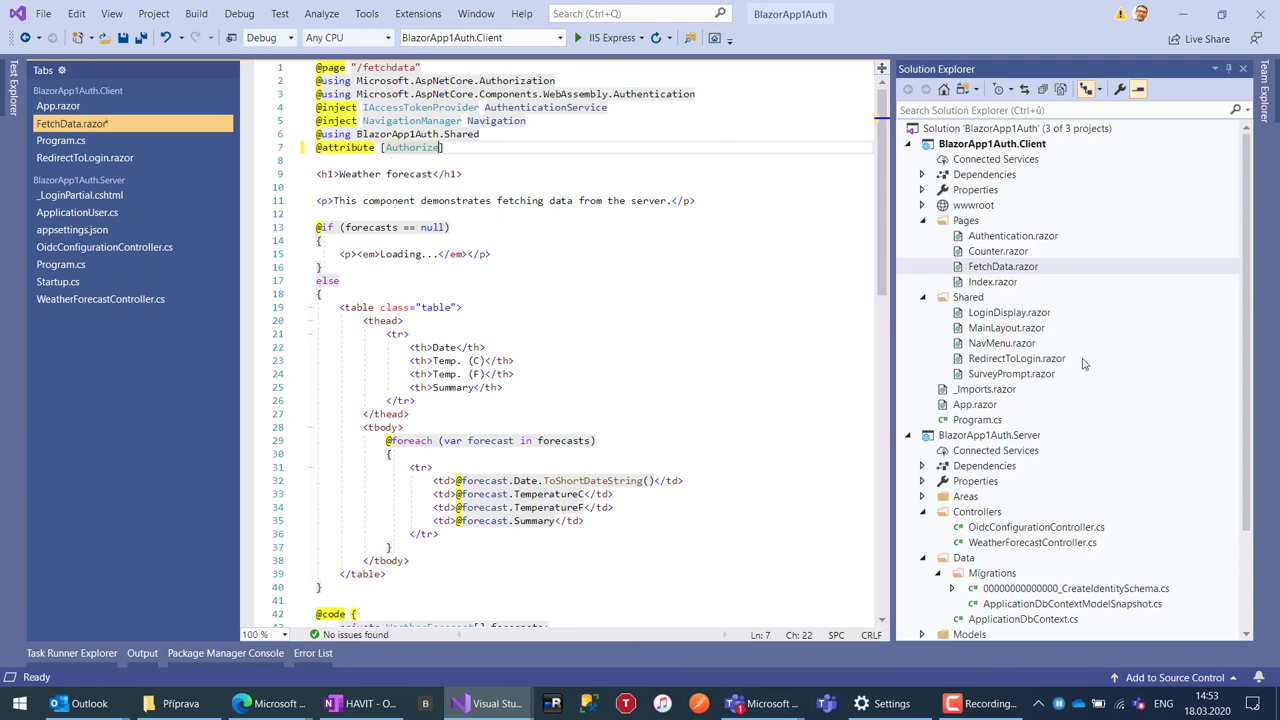 File Edit View Project Build Debug Test Analyze Tools Extensions Window Help Search (Ctrl+Q) BlazorApp1Auth
Debug Any CPU BlazorApp1Auth.Client IIS Express Live Share
Test Explorer
Tabs
BlazorApp1Auth.Client
App.razor
FetchData.razor*
Program.cs
RedirectToLogin.razor
BlazorApp1Auth.Server
_LoginPartial.cshtml
ApplicationUser.cs
appsettings.json
OidcConfigurationController.cs
Program.cs
Startup.cs
WeatherForecastController.cs
1 @page "/fetchdata"
2 @using Microsoft.AspNetCore.Authorization
3 @using Microsoft.AspNetCore.Components.WebAssembly.Authentication
4 @inject IAccessTokenProvider AuthenticationService
5 @inject NavigationManager Navigation
6 @using BlazorApp1Auth.Shared
7 @attribute [Authorize]
8
9 <h1>Weather forecast</h1>
10
11 <p>This component demonstrates fetching data from the server.</p>
12
13 @if (forecasts == null)
14 {
15 <p><em>Loading...</em></p>
16 }
17 else
18 {
19 <table class="table">
20 <thead>
21 <tr>
22 <th>Date</th>
23 <th>Temp. (C)</th>
24 <th>Temp. (F)</th>
25 <th>Summary</th>
26 </tr>
27 </thead>
28 <tbody>
29 @foreach (var forecast in forecasts)
30 {
31 <tr>
32 <td>@forecast.Date.ToShortDateString()</td>
33 <td>@forecast.TemperatureC</td>
34 <td>@forecast.TemperatureF</td>
35 <td>@forecast.Summary</td>
36 </tr>
37 }
38 </tbody>
39 </table>
40 }
41
42 @code {
43 private WeatherForecast[] forecasts;
100 % No issues found Ln: 7 Ch: 22 SPC CRLF
Solution Explorer
Search Solution Explorer (Ctrl+ů)
Solution 'BlazorApp1Auth' (3 of 3 projects)
BlazorApp1Auth.Client
Connected Services
Dependencies
Properties
wwwroot
Pages
Authentication.razor
Counter.razor
FetchData.razor
Index.razor
Shared
LoginDisplay.razor
MainLayout.razor
NavMenu.razor
RedirectToLogin.razor
SurveyPrompt.razor
_Imports.razor
App.razor
Program.cs
BlazorApp1Auth.Server
Connected Services
Dependencies
Properties
Areas
Controllers
OidcConfigurationController.cs
WeatherForecastController.cs
Data
Migrations
00000000000000_CreateIdentitySchema.cs
ApplicationDbContextModelSnapshot.cs
ApplicationDbContext.cs
Models
Team Explorer
Task Runner Explorer Output Package Manager Console Error List
Ready Add to Source Control
Outlook Příprava Microsoft ... HAVIT - O... Visual Stu... Microsoft ... Settings Recording... 14:53
18.03.2020